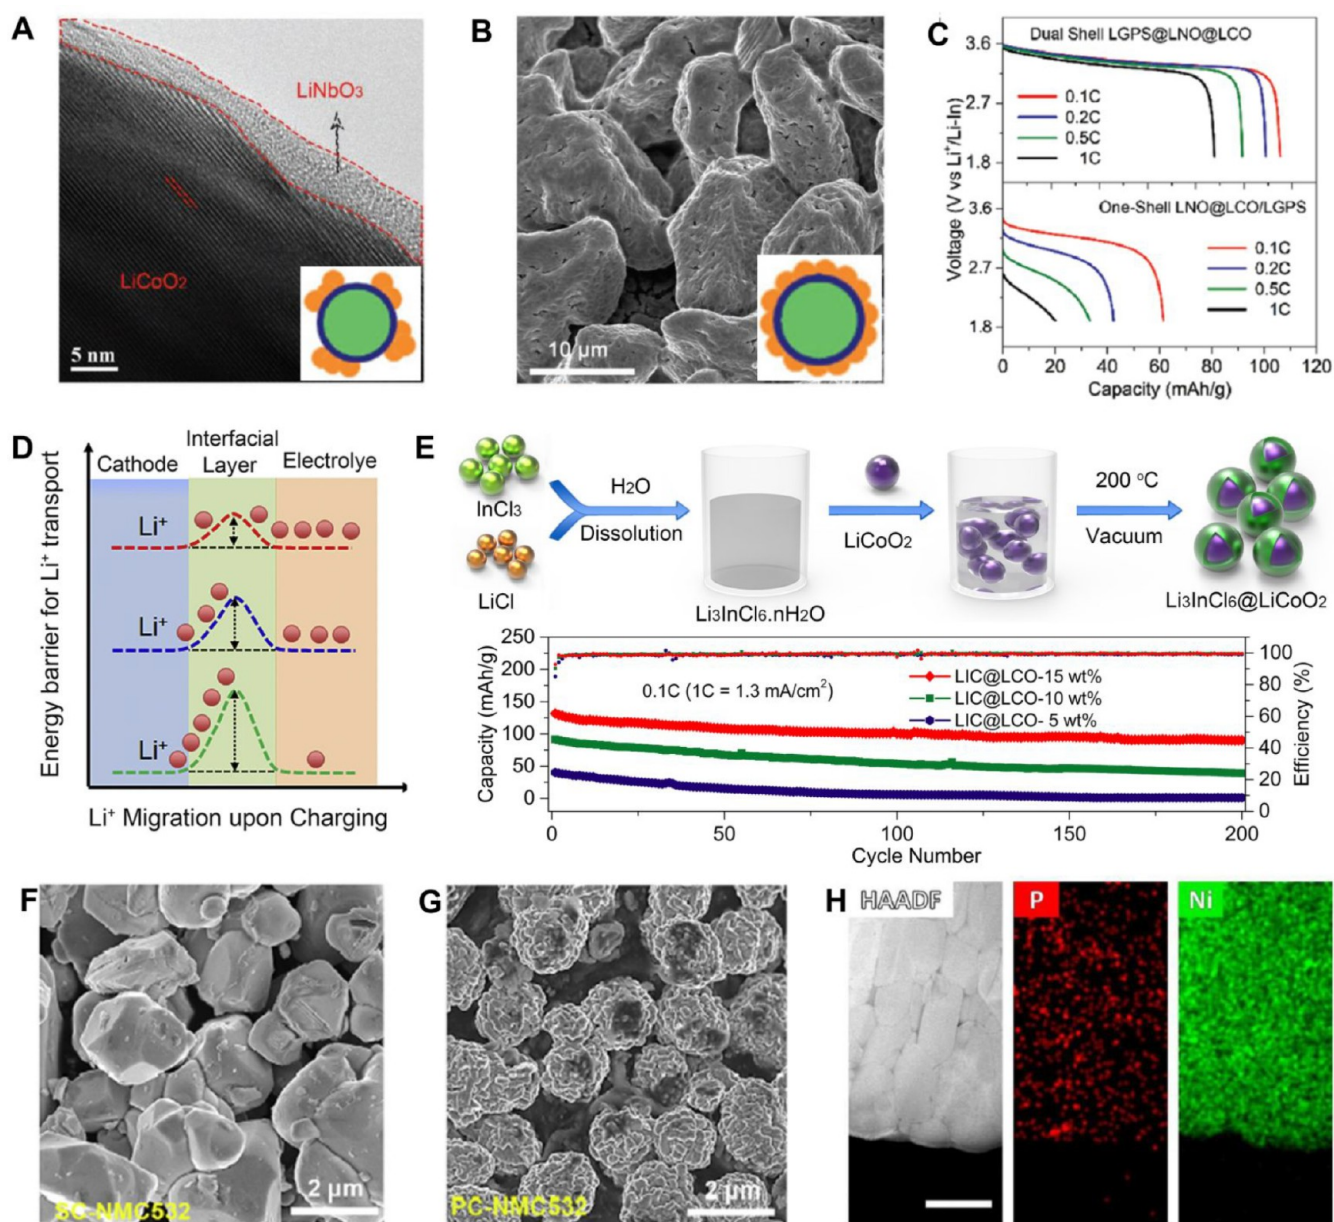 A
LiNbO₃
LiCoO₂
5 nm
B
10 μm
C
Dual Shell LGPS@LNO@LCO
0.1C
0.2C
0.5C
1C
One-Shell LNO@LCO/LGPS
0.1C
0.2C
0.5C
1C
Voltage (V vs Li⁺/Li-In)
3.6
2.7
1.8
3.6
2.7
1.8
0 20 40 60 80 100 120
Capacity (mAh/g)
D
Interfacial
Cathode Layer Electrolye
Li⁺
Li⁺
Li⁺
Energy barrier for Li⁺ transport
Li⁺ Migration upon Charging
E
InCl₃
LiCl
H₂O
Dissolution
Li₃InCl₆.nH₂O
LiCoO₂
200 °C
Vacuum
Li₃InCl₆@LiCoO₂
Capacity (mAh/g)
250
200
150
100
50
0
0.1C (1C = 1.3 mA/cm²)
LIC@LCO-15 wt%
LIC@LCO-10 wt%
LIC@LCO- 5 wt%
100
80
60
40
20
0
Efficiency (%)
0 50 100 150 200
Cycle Number
F
SC-NMC532
2 μm
G
PC-NMC532
2 μm
H
HAADF
P
Ni